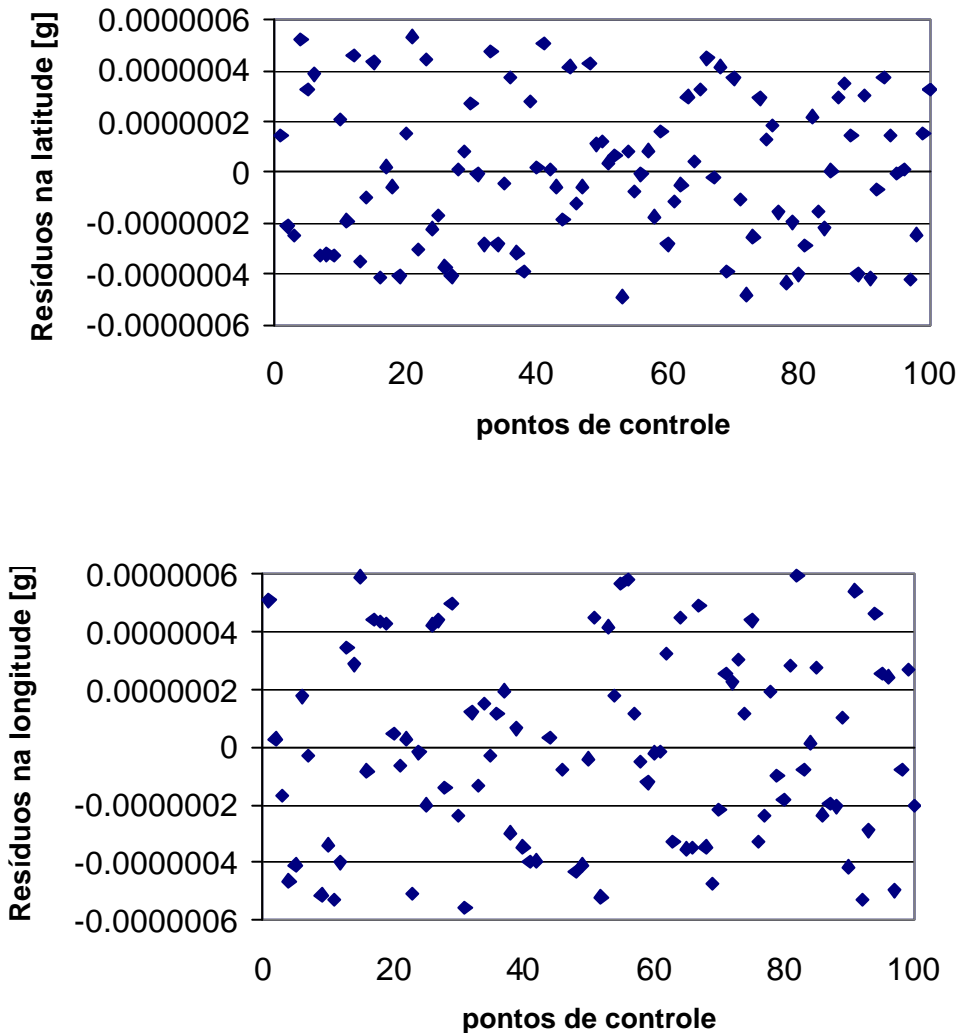 Resíduos na latitude [g]
0.0000006
0.0000004
0.0000002
0
-0.0000002
-0.0000004
-0.0000006
0 20 40 60 80 100
pontos de controle
Resíduos na longitude [g]
0.0000006
0.0000004
0.0000002
0
-0.0000002
-0.0000004
-0.0000006
0 20 40 60 80 100
pontos de controle